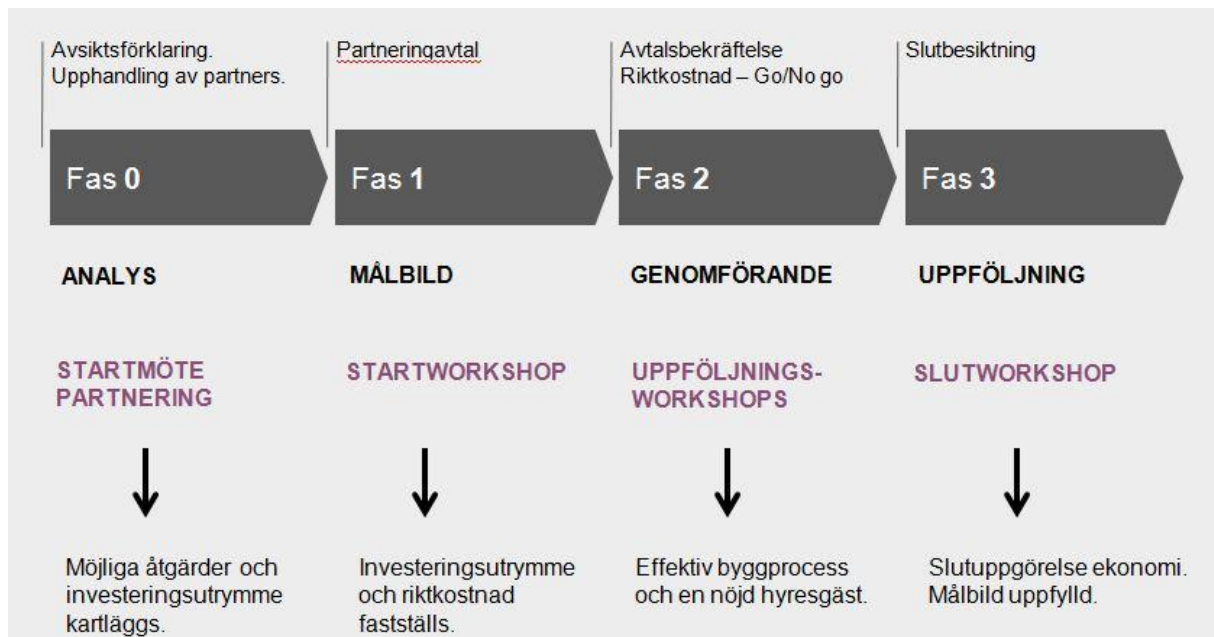 Avsiktsförklaring.
Upphandling av partners.
Partneringavtal
Avtalsbekräftelse
Riktkostnad – Go/No go
Slutbesiktning
Fas 0
Fas 1
Fas 2
Fas 3
ANALYS
MÅLBILD
GENOMFÖRANDE
UPPFÖLJNING
STARTMÖTE
PARTNERING
STARTWORKSHOP
UPPFÖLJNINGS-
WORKSHOPS
SLUTWORKSHOP
Möjliga åtgärder och
investeringsutrymme
kartläggs.
Investeringsutrymme
och riktkostnad
fastställs.
Effektiv byggprocess
och en nöjd hyresgäst.
Slutuppgörelse ekonomi.
Målbild uppfylld.